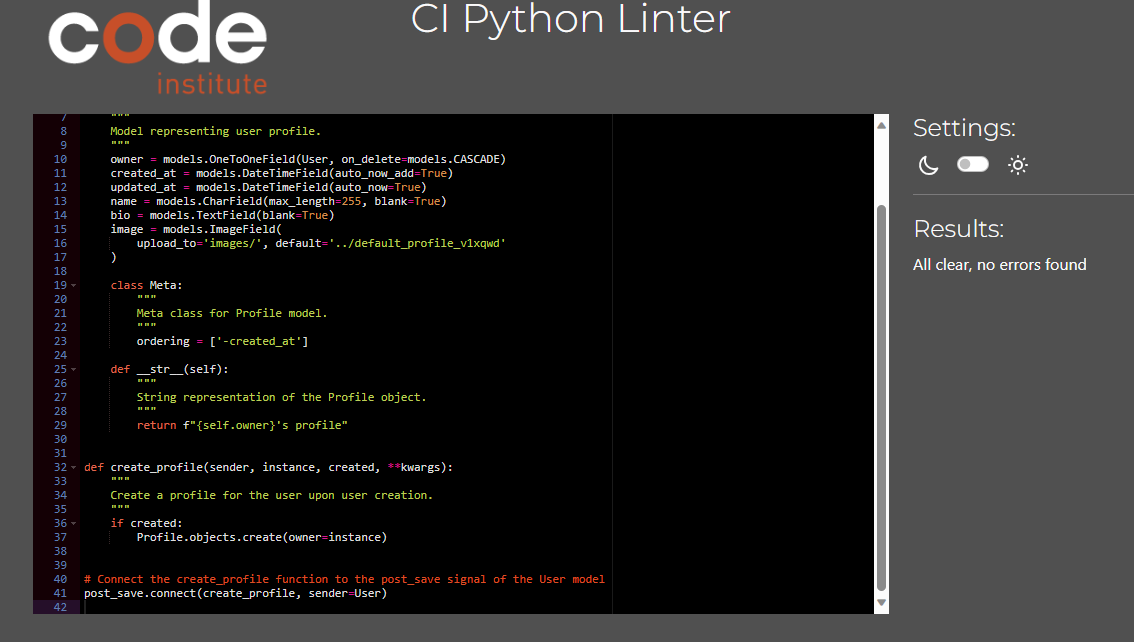 code
institute
CI Python Linter
7 """
8 Model representing user profile.
9 """
10 owner = models.OneToOneField(User, on_delete=models.CASCADE)
11 created_at = models.DateTimeField(auto_now_add=True)
12 updated_at = models.DateTimeField(auto_now=True)
13 name = models.CharField(max_length=255, blank=True)
14 bio = models.TextField(blank=True)
15 image = models.ImageField(
16 upload_to='images/', default='../default_profile_v1xqwd'
17 )
18
19 class Meta:
20 """
21 Meta class for Profile model.
22 """
23 ordering = ['-created_at']
24
25 def __str__(self):
26 """
27 String representation of the Profile object.
28 """
29 return f"{self.owner}'s profile"
30
31
32 def create_profile(sender, instance, created, **kwargs):
33 """
34 Create a profile for the user upon user creation.
35 """
36 if created:
37 Profile.objects.create(owner=instance)
38
39
40 # Connect the create_profile function to the post_save signal of the User model
41 post_save.connect(create_profile, sender=User)
42
Settings:
Results:
All clear, no errors found